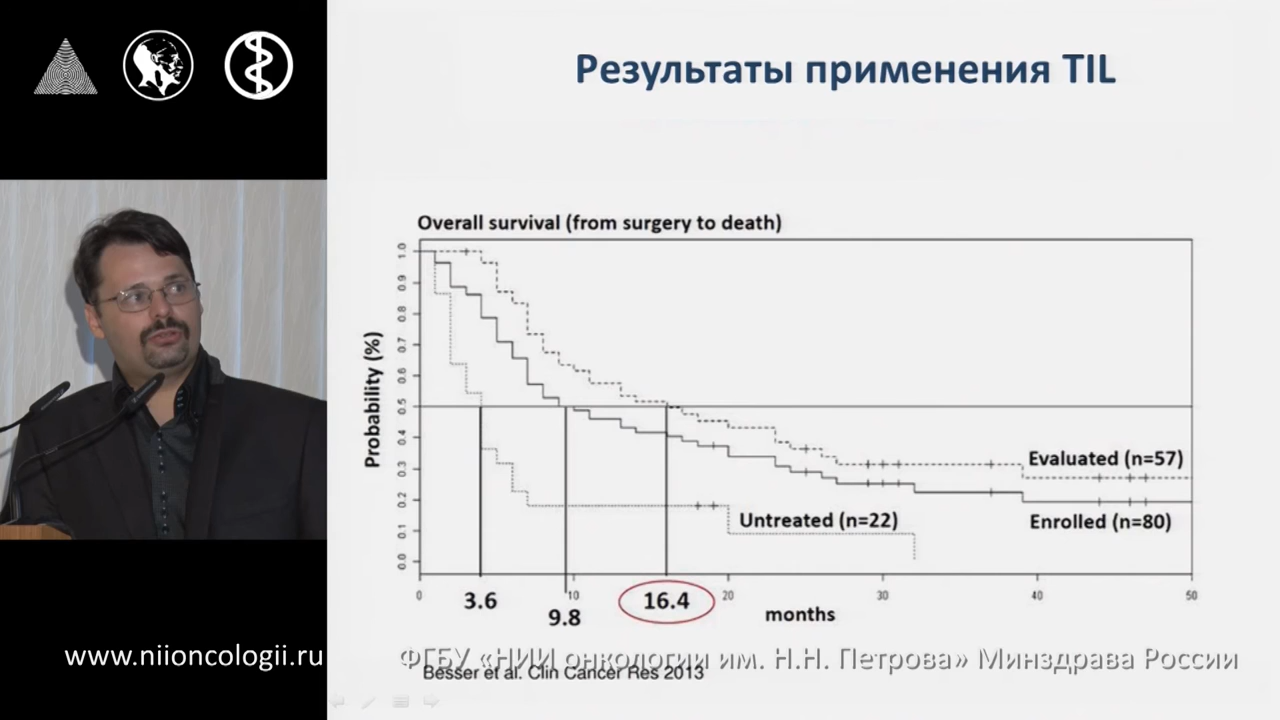 Результаты применения TIL
Overall survival (from surgery to death)
Probability (%)
1.0
0.9
0.8
0.7
0.6
0.5
0.4
0.3
0.2
0.1
0.0
Evaluated (n=57)
Untreated (n=22)
Enrolled (n=80)
0 10 20 30 40 50
3.6
9.8
16.4
months
www.niioncologii.ru
ФГБУ «НИИ онкологии им. Н.Н. Петрова» Минздрава России
Besser et al. Clin Cancer Res 2013